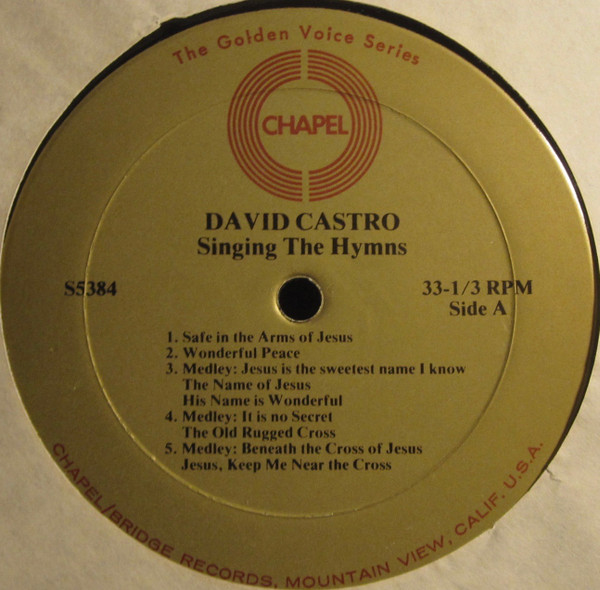 The Golden Voice Series
CHAPEL
DAVID CASTRO
Singing The Hymns
S5384
33-1/3 RPM
Side A
1. Safe in the Arms of Jesus
2. Wonderful Peace
3. Medley: Jesus is the sweetest name I know
The Name of Jesus
His Name is Wonderful
4. Medley: It is no Secret
The Old Rugged Cross
5. Medley: Beneath the Cross of Jesus
Jesus, Keep Me Near the Cross
CHAPEL/BRIDGE RECORDS, MOUNTAIN VIEW, CALIF. U.S.A.